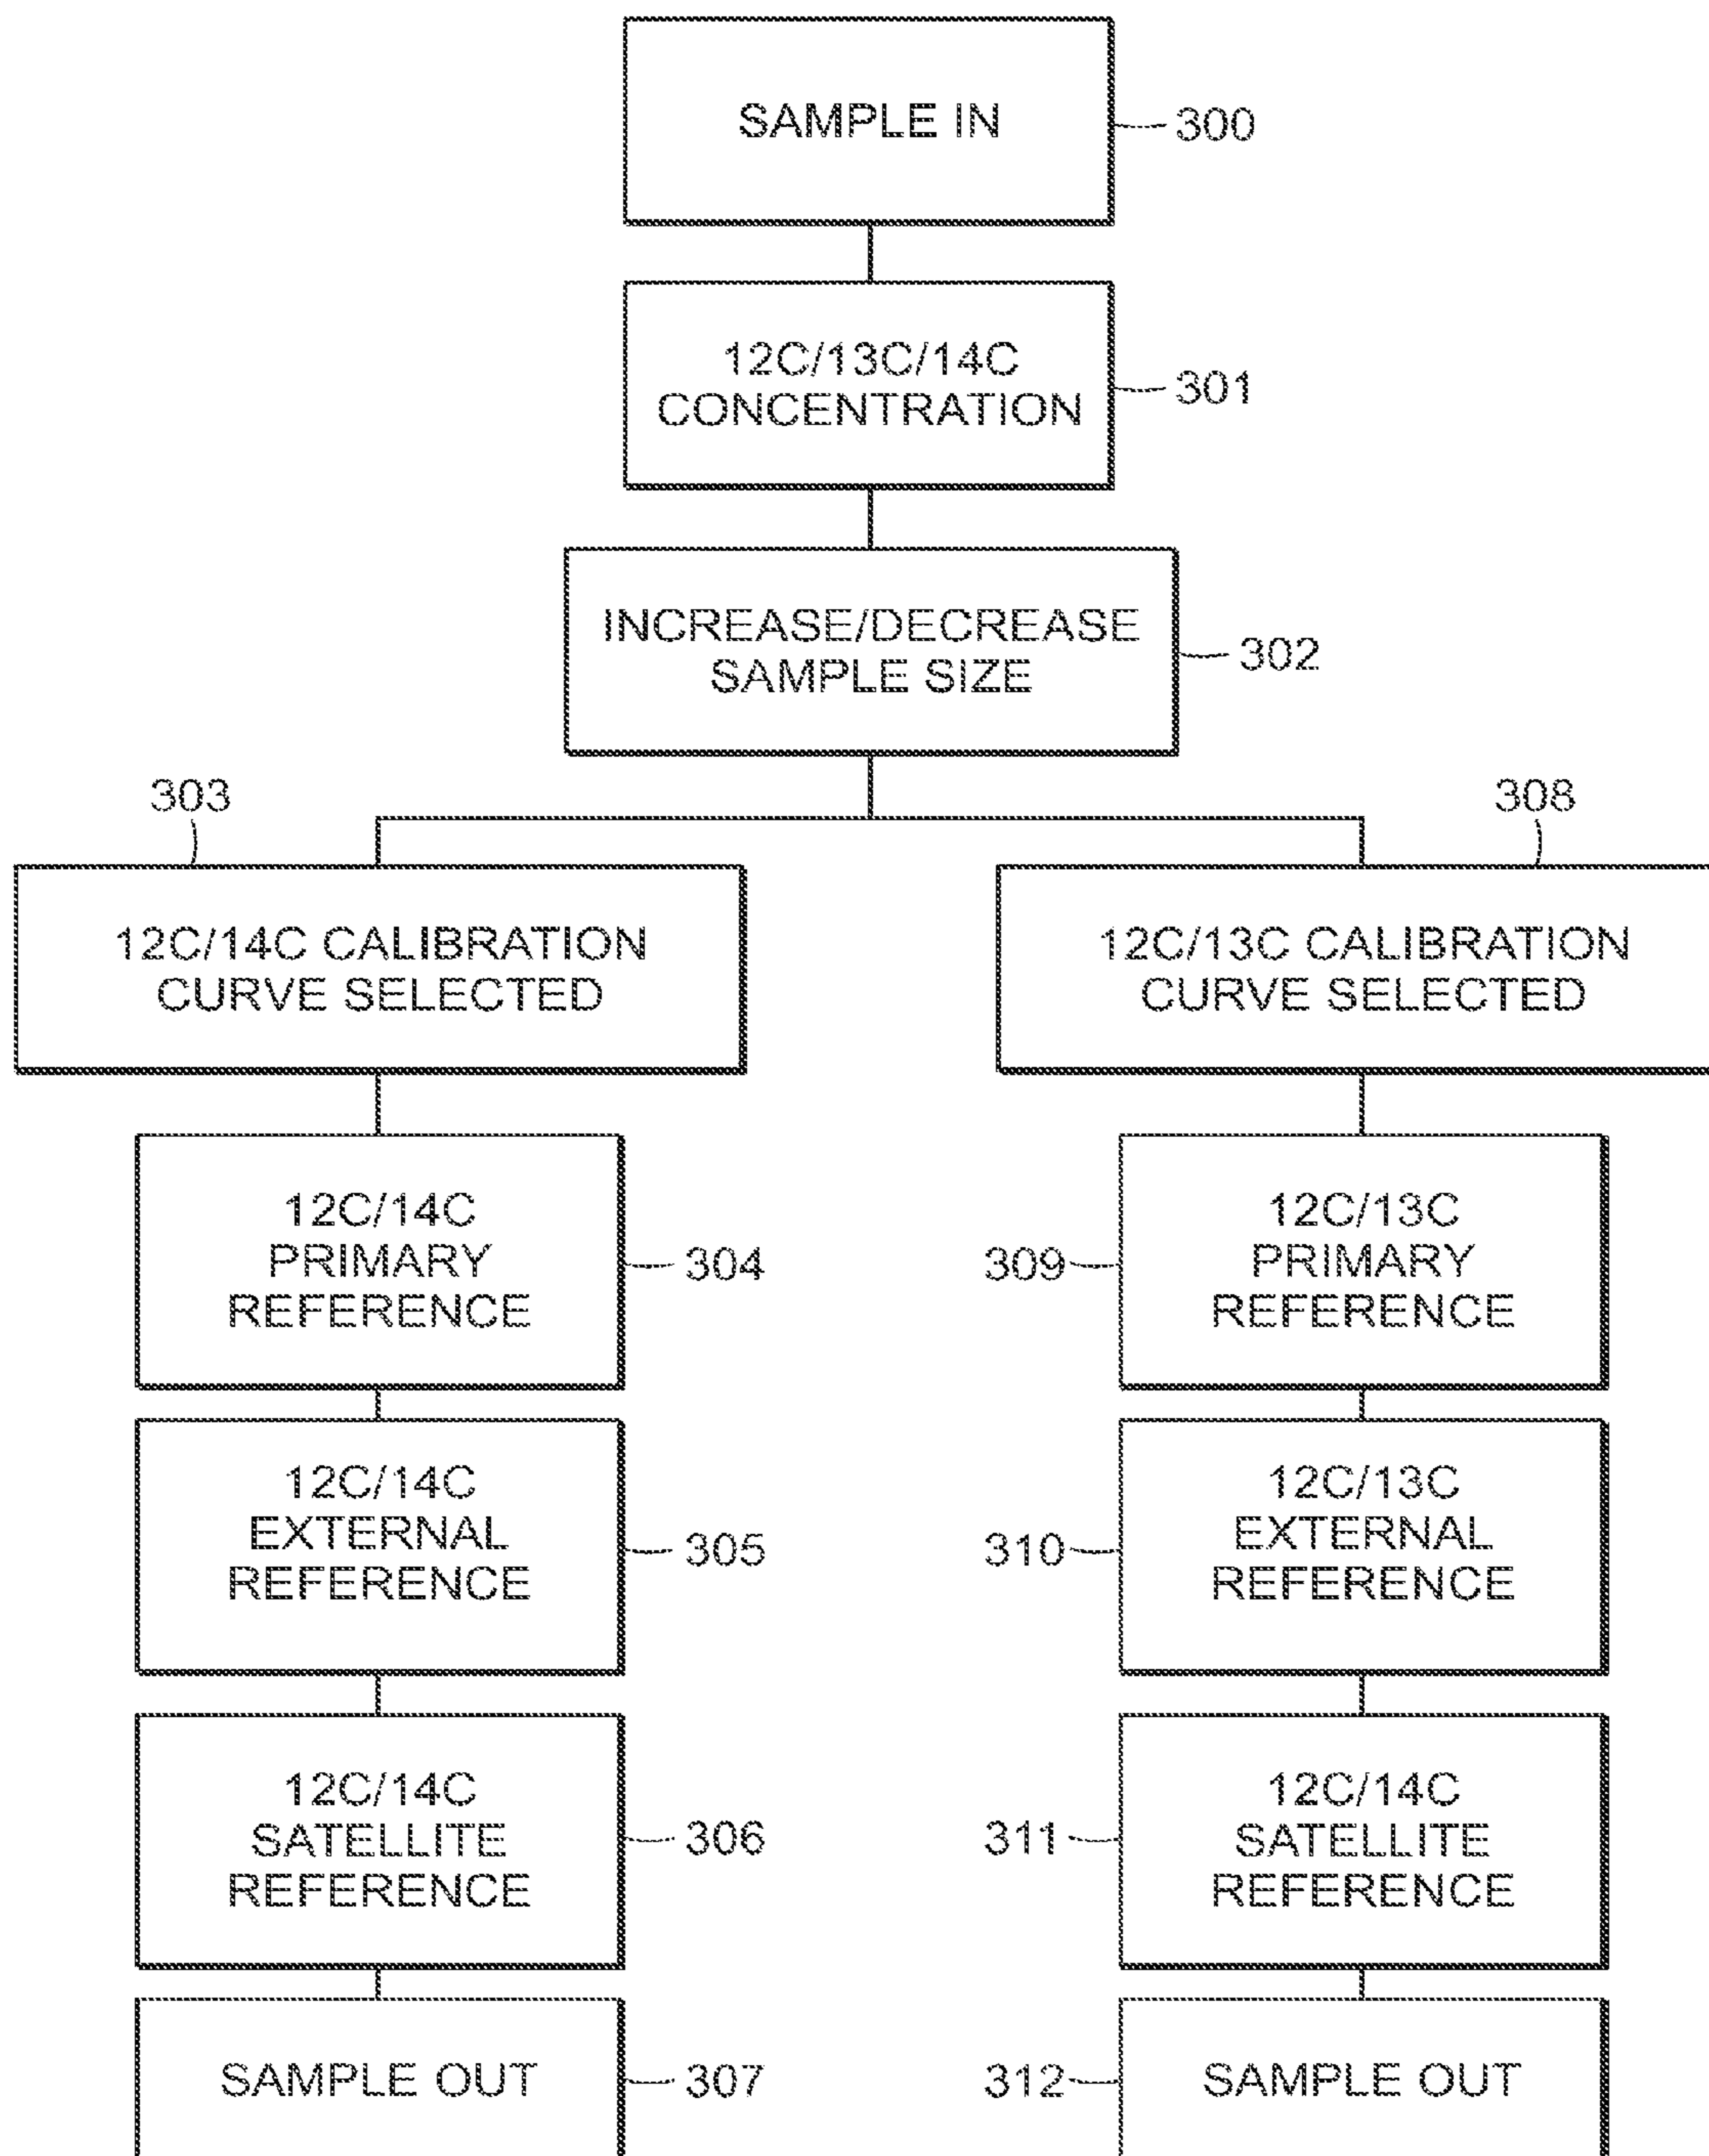 SAMPLE IN
300
12C/13C/14C
CONCENTRATION
301
INCREASE/DECREASE
SAMPLE SIZE
302
303
12C/14C CALIBRATION
CURVE SELECTED
308
12C/13C CALIBRATION
CURVE SELECTED
12C/14C
PRIMARY
REFERENCE
304
309
12C/13C
PRIMARY
REFERENCE
12C/14C
EXTERNAL
REFERENCE
305
310
12C/13C
EXTERNAL
REFERENCE
12C/14C
SATELLITE
REFERENCE
306
311
12C/14C
SATELLITE
REFERENCE
SAMPLE OUT
307
312
SAMPLE OUT